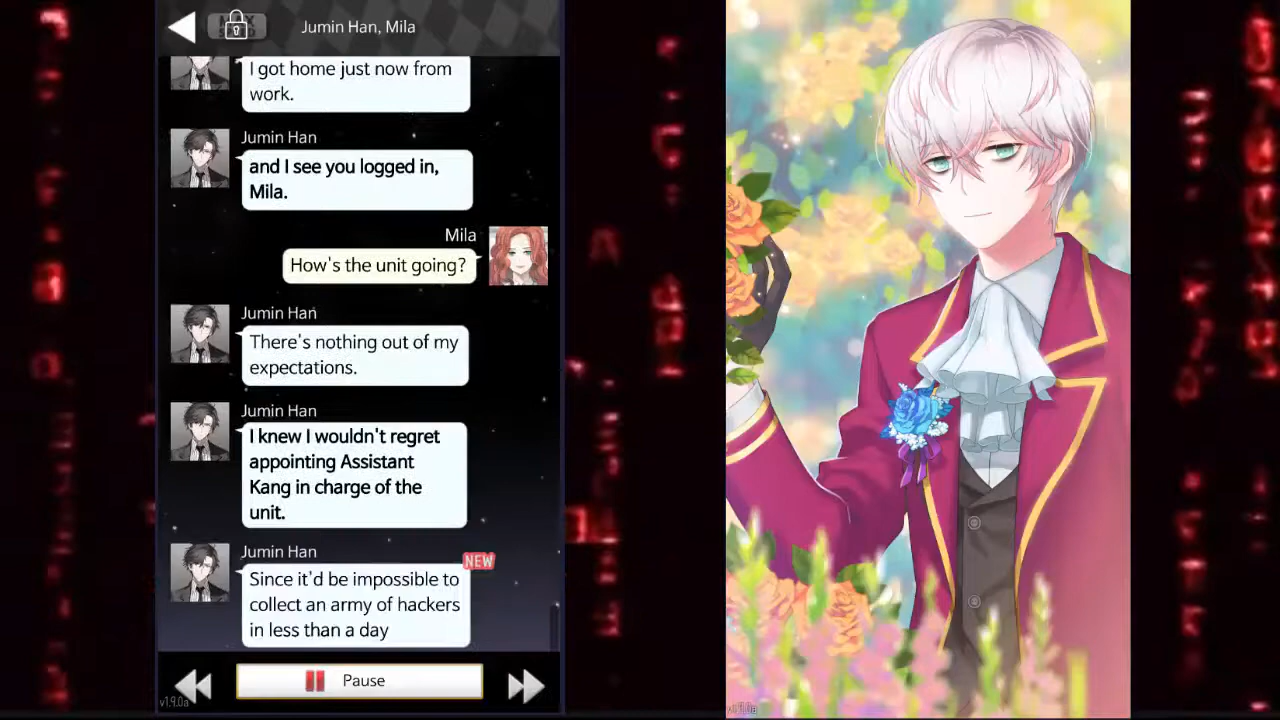 Jumin Han, Mila
I got home just now from
work.
Jumin Han
and I see you logged in,
Mila.
Mila
How's the unit going?
Jumin Han
There's nothing out of my
expectations.
Jumin Han
I knew I wouldn't regret
appointing Assistant
Kang in charge of the
unit.
Jumin Han
NEW
Since it'd be impossible to
collect an army of hackers
in less than a day
Pause
v1.9.0a